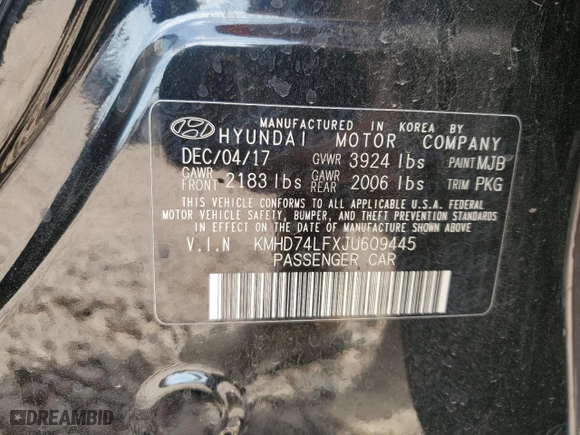 MANUFACTURED IN KOREA BY
HYUNDAI MOTOR COMPANY
DEC/04/17 GVWR 3924 lbs PAINT MJB
GAWR FRONT 2183 lbs GAWR REAR 2006 lbs TRIM PKG
THIS VEHICLE CONFORMS TO ALL APPLICABLE U.S.A. FEDERAL
MOTOR VEHICLE SAFETY, BUMPER, AND THEFT PREVENTION
STANDARDS IN EFFECT ON THE DATE OF MANUFACTURE SHOWN ABOVE.
V.I.N KMHD74LFXJU609445
PASSENGER CAR
DREAMBID